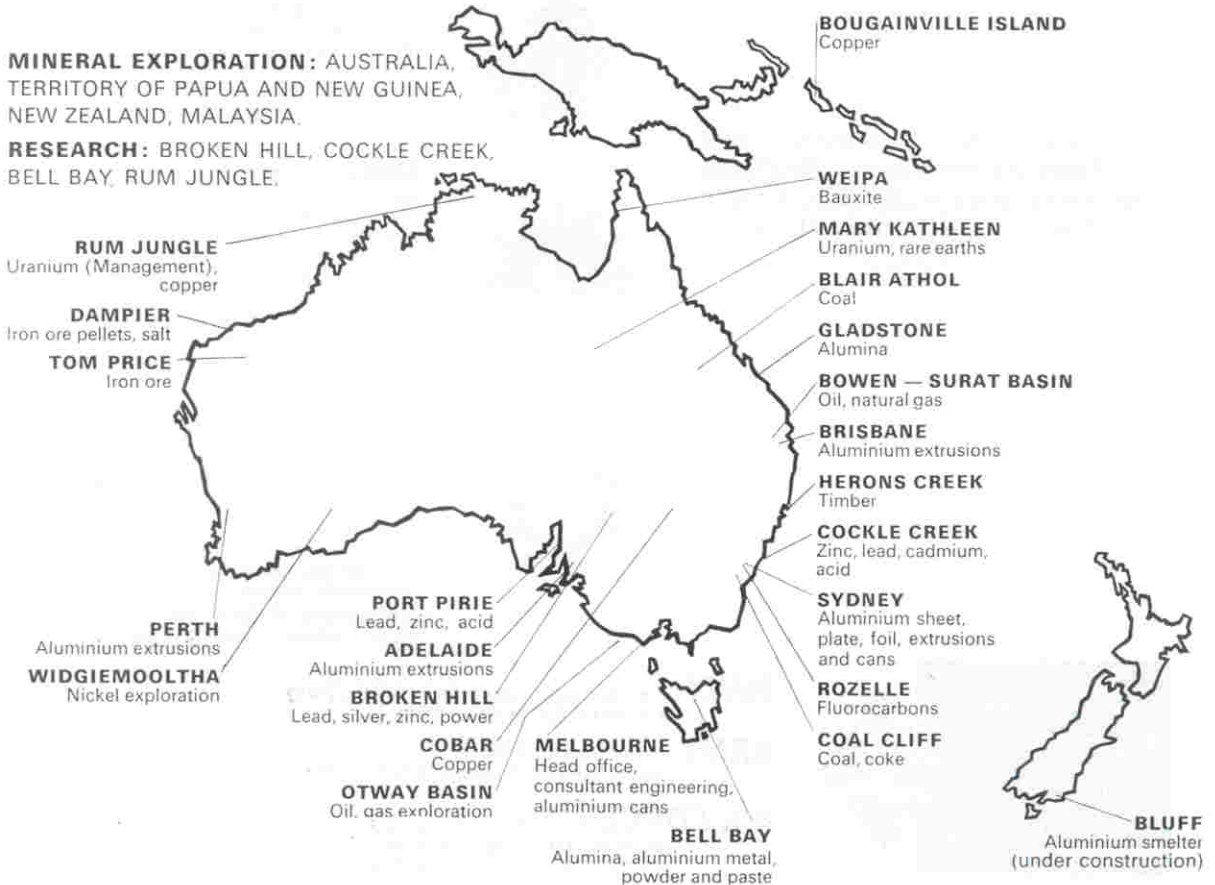 MINERAL EXPLORATION: AUSTRALIA,
TERRITORY OF PAPUA AND NEW GUINEA,
NEW ZEALAND, MALAYSIA.
RESEARCH: BROKEN HILL, COCKLE CREEK,
BELL BAY, RUM JUNGLE.
BOUGAINVILLE ISLAND
Copper
WEIPA
Bauxite
MARY KATHLEEN
Uranium, rare earths
BLAIR ATHOL
Coal
GLADSTONE
Alumina
BOWEN — SURAT BASIN
Oil, natural gas
BRISBANE
Aluminium extrusions
HERONS CREEK
Timber
COCKLE CREEK
Zinc, lead, cadmium,
acid
SYDNEY
Aluminium sheet,
plate, foil, extrusions
and cans
ROZELLE
Fluorocarbons
COAL CLIFF
Coal, coke
RUM JUNGLE
Uranium (Management),
copper
DAMPIER
Iron ore pellets, salt
TOM PRICE
Iron ore
PERTH
Aluminium extrusions
WIDGIEMOOLTHA
Nickel exploration
PORT PIRIE
Lead, zinc, acid
ADELAIDE
Aluminium extrusions
BROKEN HILL
Lead, silver, zinc, power
COBAR
Copper
OTWAY BASIN
Oil, gas exploration
MELBOURNE
Head office,
consultant engineering,
aluminium cans
BELL BAY
Alumina, aluminium metal,
powder and paste
BLUFF
Aluminium smelter
(under construction)